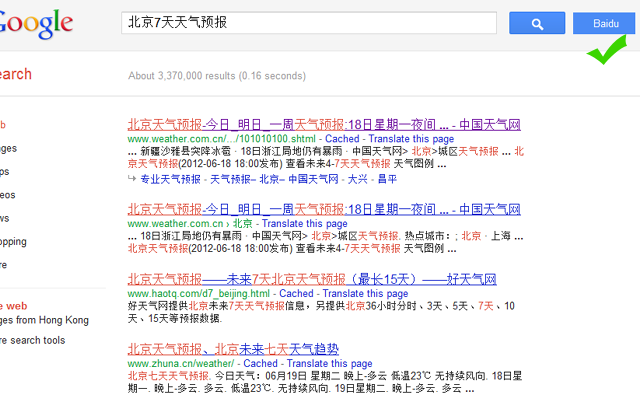 Google
北京7天天气预报
Baidu
earch
About 3,370,000 results (0.16 seconds)
b
北京天气预报-今日_明日_一周天气预报:18日星期一夜间 ... - 中国天气网
www.weather.com.cn/.../101010100.shtml - Cached - Translate this page
ges
... 新疆沙雅县突降冰雹 · 18日浙江局地仍有暴雨 · 中国天气网> 北京>城区天气预报 ... 北
京天气预报(2012-06-18 18:00发布) 查看未来4-7天天气预报 天气图例 ...
ps
专业天气预报 - 天气预报– 北京– 中国天气网 - 大兴 - 昌平
eos
ws
北京天气预报-今日_明日_一周天气预报:18日星期一夜间 ... - 中国天气网
www.weather.com.cn › 北京 - Translate this page
opping
... 18日浙江局地仍有暴雨 · 中国天气网> 北京>城区天气预报. 热点城市：; 北京 · 上海 ...
北京天气预报(2012-06-18 18:00发布) 查看未来4-7天天气预报 天气图例 ...
re
北京天气预报——未来7天北京天气预报（最长15天）——好天气网
www.haotq.com/d7_beijing.html - Cached - Translate this page
e web
好天气网提供北京未来7天天气预报信息，另提供北京36小时分时、3天、5天、7天、10
天、15天等预报数据.
ges from Hong Kong
re search tools
北京天气预报、北京未来七天天气趋势
www.zhuna.cn/weather/ - Cached - Translate this page
北京七天天气预报. 今日天气：06月19日 星期二 晚上-多云 低温23℃ 无持续风向. 18日星
期一. 晚上-多云. 多云. 低温23℃. 无持续风向. 19日星期二. 晚上-多云. 多云 ...